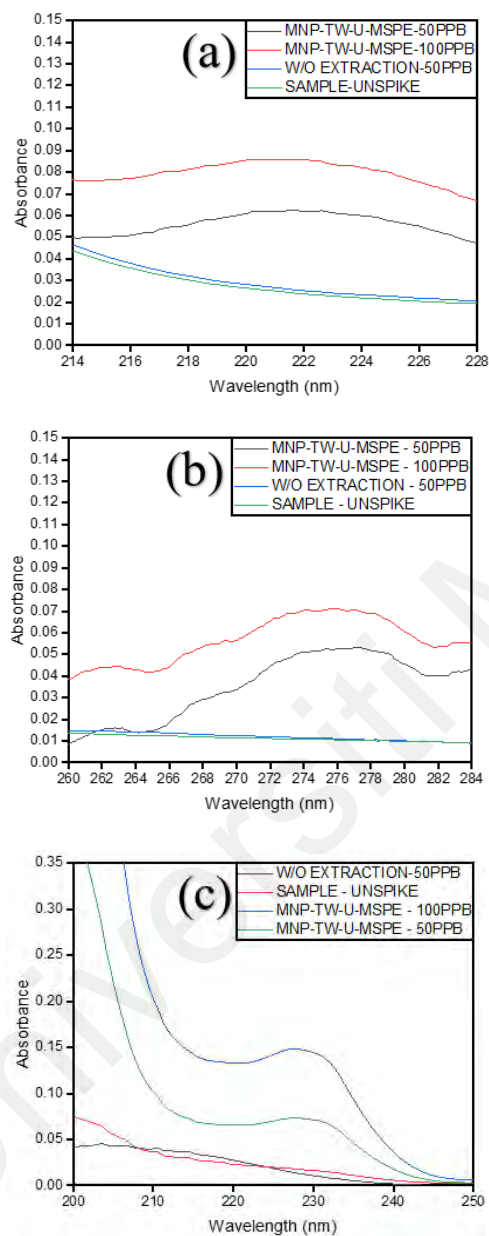 (a)
MNP-TW-U-MSPE-50PPB
MNP-TW-U-MSPE-100PPB
W/O EXTRACTION-50PPB
SAMPLE-UNSPIKE
0.15
0.14
0.13
0.12
0.11
0.10
0.09
0.08
0.07
0.06
0.05
0.04
0.03
0.02
0.01
0.00
Absorbance
214 216 218 220 222 224 226 228
Wavelength (nm)
(b)
MNP-TW-U-MSPE - 50PPB
MNP-TW-U-MSPE - 100PPB
W/O EXTRACTION - 50PPB
SAMPLE - UNSPIKE
0.15
0.14
0.13
0.12
0.11
0.10
0.09
0.08
0.07
0.06
0.05
0.04
0.03
0.02
0.01
0.00
Absorbance
260 262 264 266 268 270 272 274 276 278 280 282 284
Wavelength (nm)
(c)
W/O EXTRACTION-50PPB
SAMPLE - UNSPIKE
MNP-TW-U-MSPE - 100PPB
MNP-TW-U-MSPE - 50PPB
0.35
0.30
0.25
0.20
0.15
0.10
0.05
0.00
Absorbance
200 210 220 230 240 250
Wavelength (nm)
niversiti M